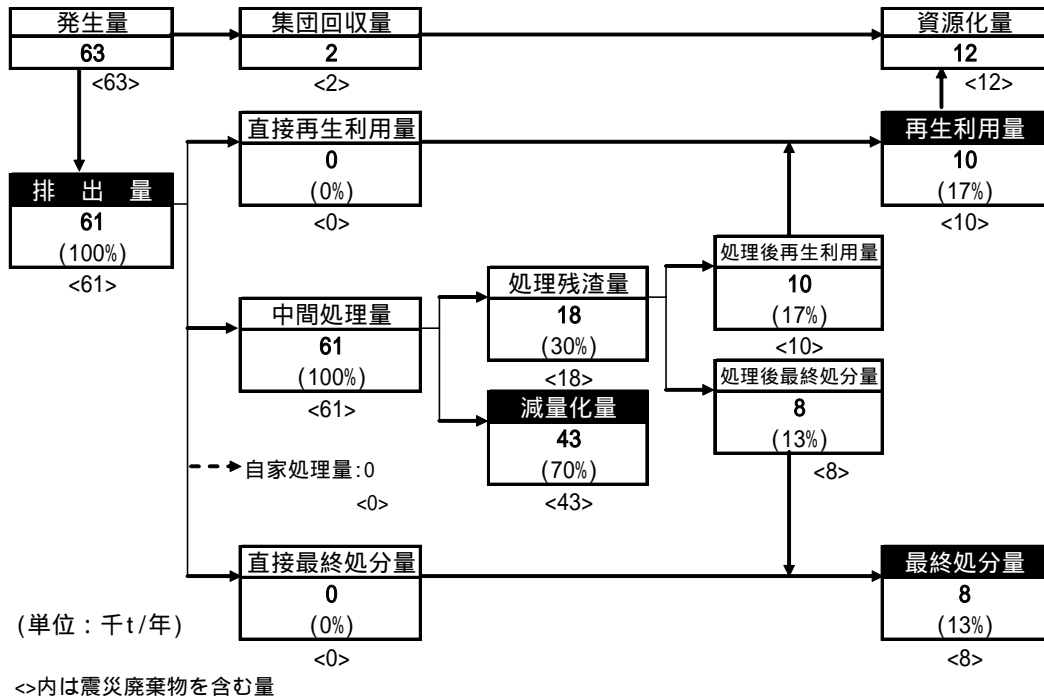 発生量
63
<63>
集団回収量
2
<2>
資源化量
12
<12>
直接再生利用量
0
(0%)
<0>
再生利用量
10
(17%)
<10>
排 出 量
61
(100%)
<61>
中間処理量
61
(100%)
<61>
処理残渣量
18
(30%)
<18>
処理後再生利用量
10
(17%)
<10>
減量化量
43
(70%)
<43>
処理後最終処分量
8
(13%)
<8>
自家処理量:0
<0>
直接最終処分量
0
(0%)
<0>
最終処分量
8
(13%)
<8>
(単位：千t/年)
<>内は震災廃棄物を含む量